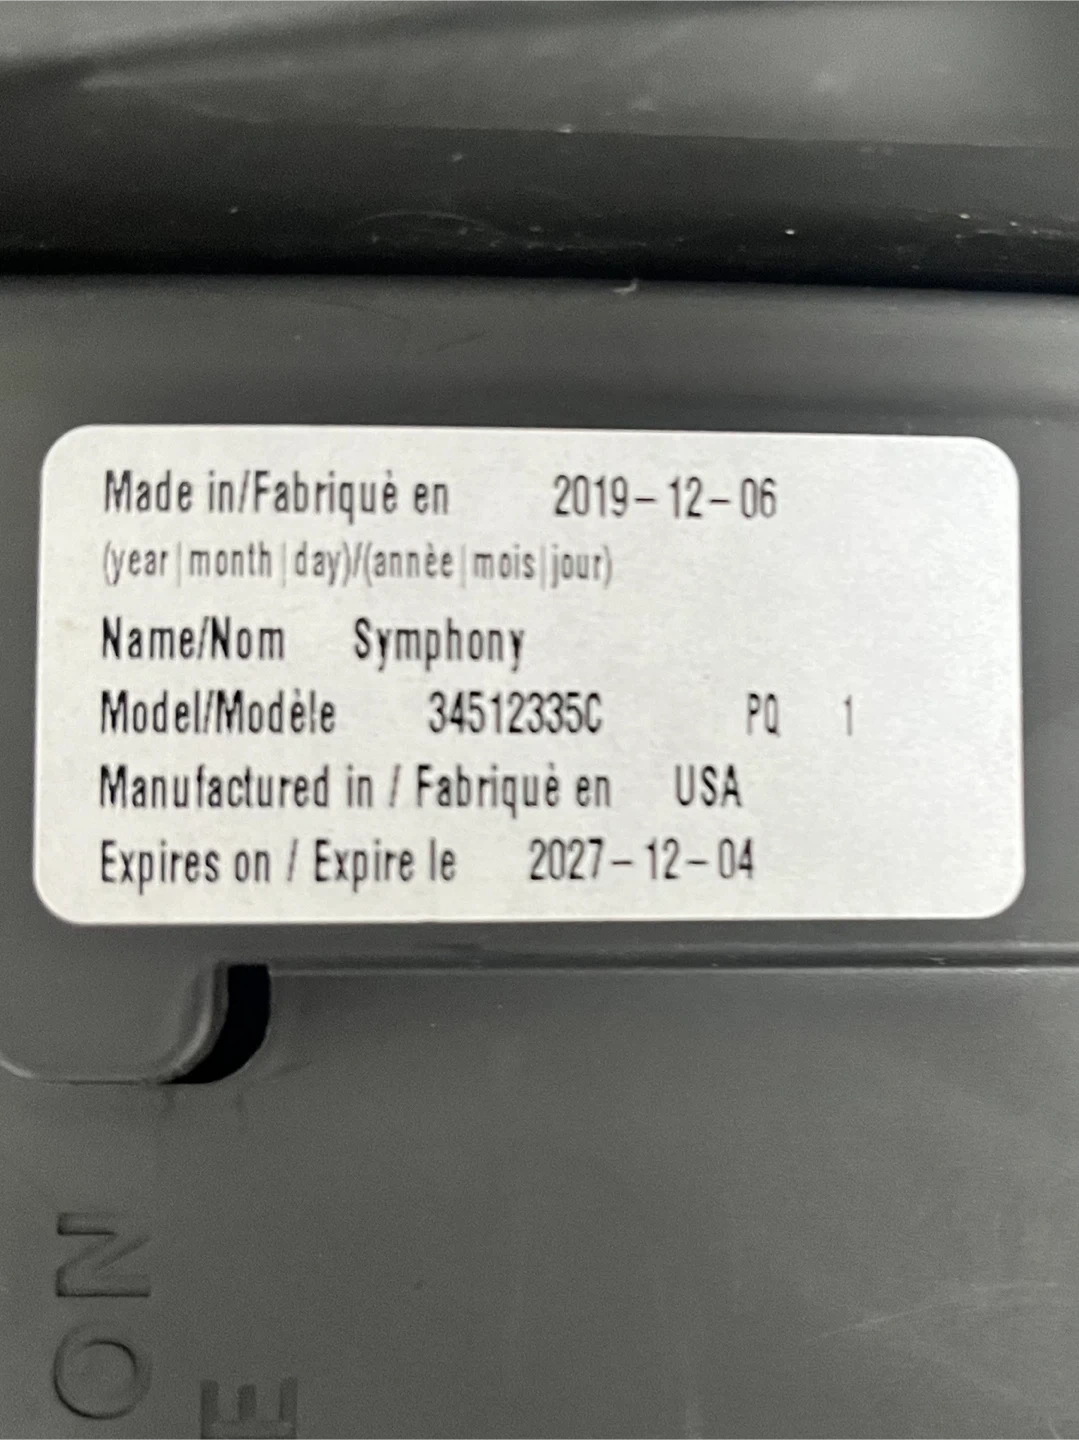 Made in/Fabriquè en 2019-12-06
(year|month|day)/(annèe|mois|jour)
Name/Nom Symphony
Model/Modèle 34512335C PQ 1
Manufactured in / Fabriquè en USA
Expires on / Expire le 2027-12-04